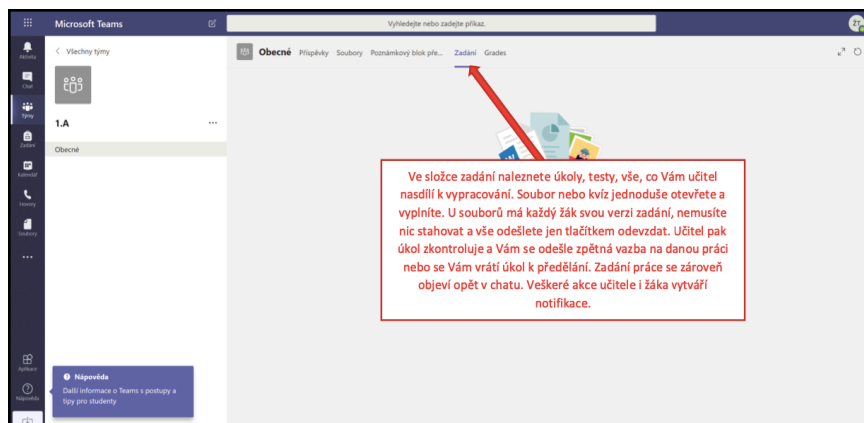 Microsoft Teams
Vyhledejte nebo zadejte příkaz.
ŽT
Aktivita
Chat
Týmy
Zadání
Kalendář
Hovory
Soubory
Aplikace
Nápověda
Všechny týmy
1.A
Obecné
Obecné Příspěvky Soubory Poznámkový blok pře... Zadání Grades
Ve složce zadání naleznete úkoly, testy, vše, co Vám učitel
nasdílí k vypracování. Soubor nebo kvíz jednoduše otevřete a
vyplníte. U souborů má každý žák svou verzi zadání, nemusíte
nic stahovat a vše odešlete jen tlačítkem odevzdat. Učitel pak
úkol zkontroluje a Vám se odešle zpětná vazba na danou práci
nebo se Vám vrátí úkol k předělání. Zadání práce se zároveň
objeví opět v chatu. Veškeré akce učitele i žáka vytváří
notifikace.
Nápověda
Další informace o Teams s postupy a
tipy pro studenty